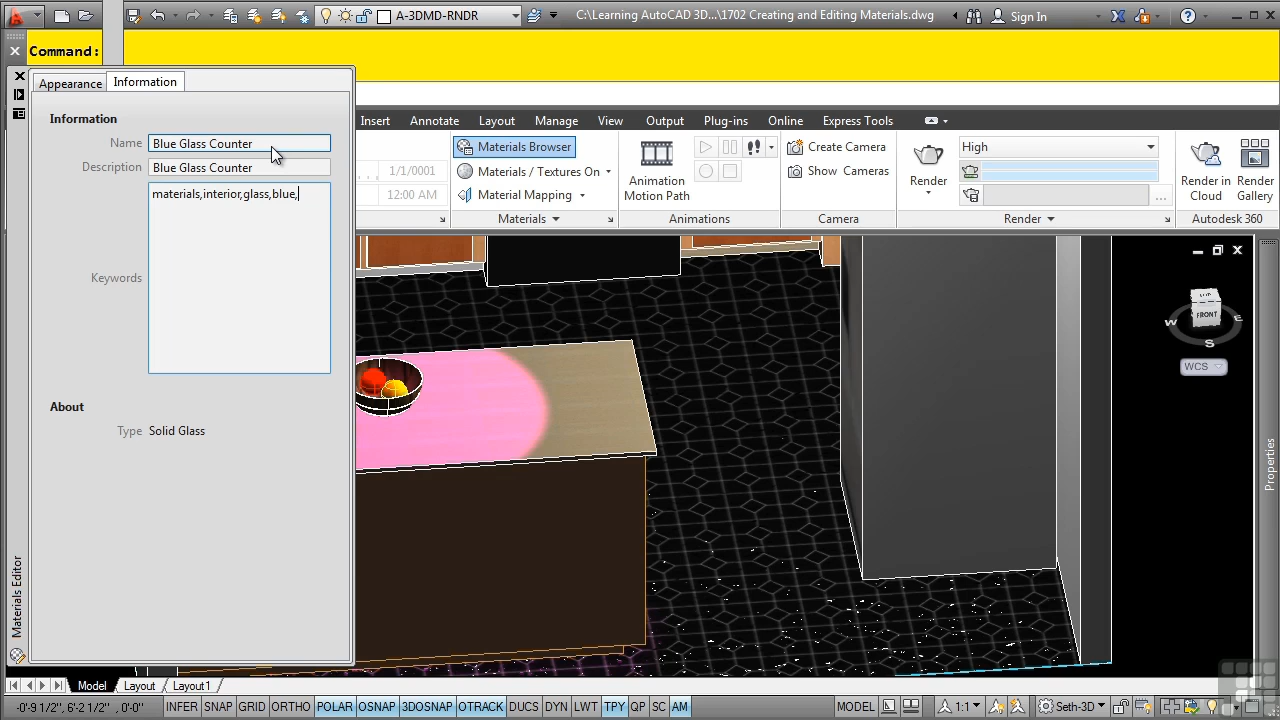 A-3DMD-RNDR
C:\Learning AutoCAD 3D...\1702 Creating and Editing Materials.dwg
Sign In
Command:
Appearance
Information
Insert
Annotate
Layout
Manage
View
Output
Plug-ins
Online
Express Tools
Information
Name
Blue Glass Counter
Description
Blue Glass Counter
materials,interior,glass,blue,
Keywords
About
Type
Solid Glass
1/1/0001
12:00 AM
Materials Browser
Materials / Textures On
Material Mapping
Materials
Animation
Motion Path
Animations
Create Camera
Show Cameras
Camera
High
Render
Render
Render in
Cloud
Render
Gallery
Autodesk 360
TOP
FRONT
W
E
S
WCS
Properties
Materials Editor
Model
Layout
Layout1
-0'-9 1/2", 6'-2 1/2" , 0'-0"
INFER
SNAP
GRID
ORTHO
POLAR
OSNAP
3DOSNAP
OTRACK
DUCS
DYN
LWT
TPY
QP
SC
AM
MODEL
1:1
Seth-3D